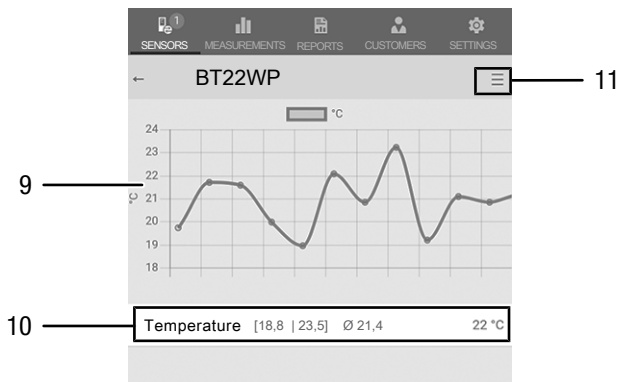 1
SENSORS MEASUREMENTS REPORTS CUSTOMERS SETTINGS
← BT22WP ☰ 11
°C
24
23
9 22
°C 21
20
19
18
10 Temperature [18,8 | 23,5] Ø 21,4 22 °C